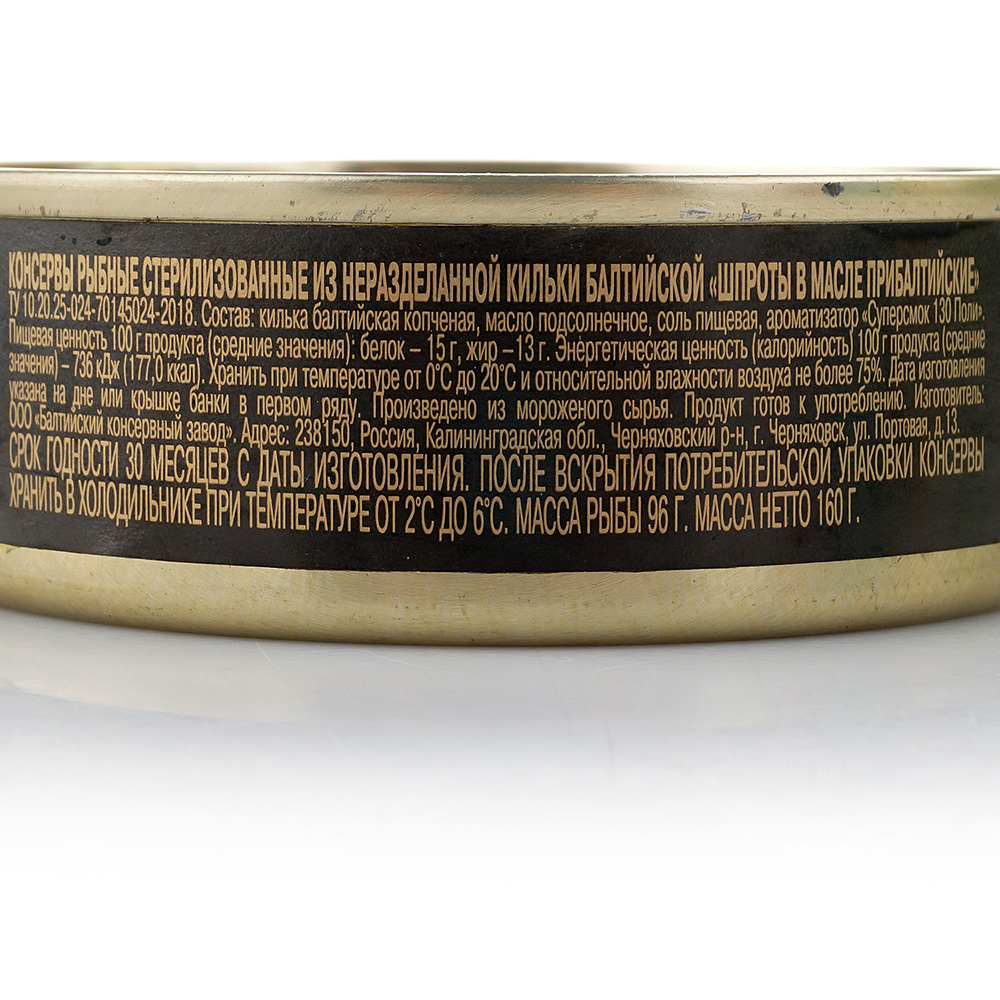 КОНСЕРВЫ РЫБНЫЕ СТЕРИЛИЗОВАННЫЕ ИЗ НЕРАЗДЕЛАННОЙ КИЛЬКИ БАЛТИЙСКОЙ «ШПРОТЫ В МАСЛЕ ПРИБАЛТИЙСКИЕ»
ТУ 10.20.25-024-70145024-2018. Состав: килька балтийская копченая, масло подсолнечное, соль пищевая, ароматизатор «Суперсмок 130 Поли».
Пищевая ценность 100 г продукта (средние значения): белок – 15 г, жир –13 г. Энергетическая ценность (калорийность) 100 г продукта (средние
значения) – 736 кДж (177,0 ккал). Хранить при температуре от 0°С до 20°С и относительной влажности воздуха не более 75%. Дата изготовления
указана на дне или крышке банки в первом ряду. Произведено из мороженого сырья. Продукт готов к употреблению. Изготовитель:
ООО «Балтийский консервный завод». Адрес: 238150, Россия, Калининградская обл., Черняховский р-н, г. Черняховск, ул. Портовая, д.13.
СРОК ГОДНОСТИ 30 МЕСЯЦЕВ С ДАТЫ ИЗГОТОВЛЕНИЯ. ПОСЛЕ ВСКРЫТИЯ ПОТРЕБИТЕЛЬСКОЙ УПАКОВКИ КОНСЕРВЫ
ХРАНИТЬ В ХОЛОДИЛЬНИКЕ ПРИ ТЕМПЕРАТУРЕ ОТ 2°С ДО 6°С. МАССА РЫБЫ 96 Г. МАССА НЕТТО 160 Г.